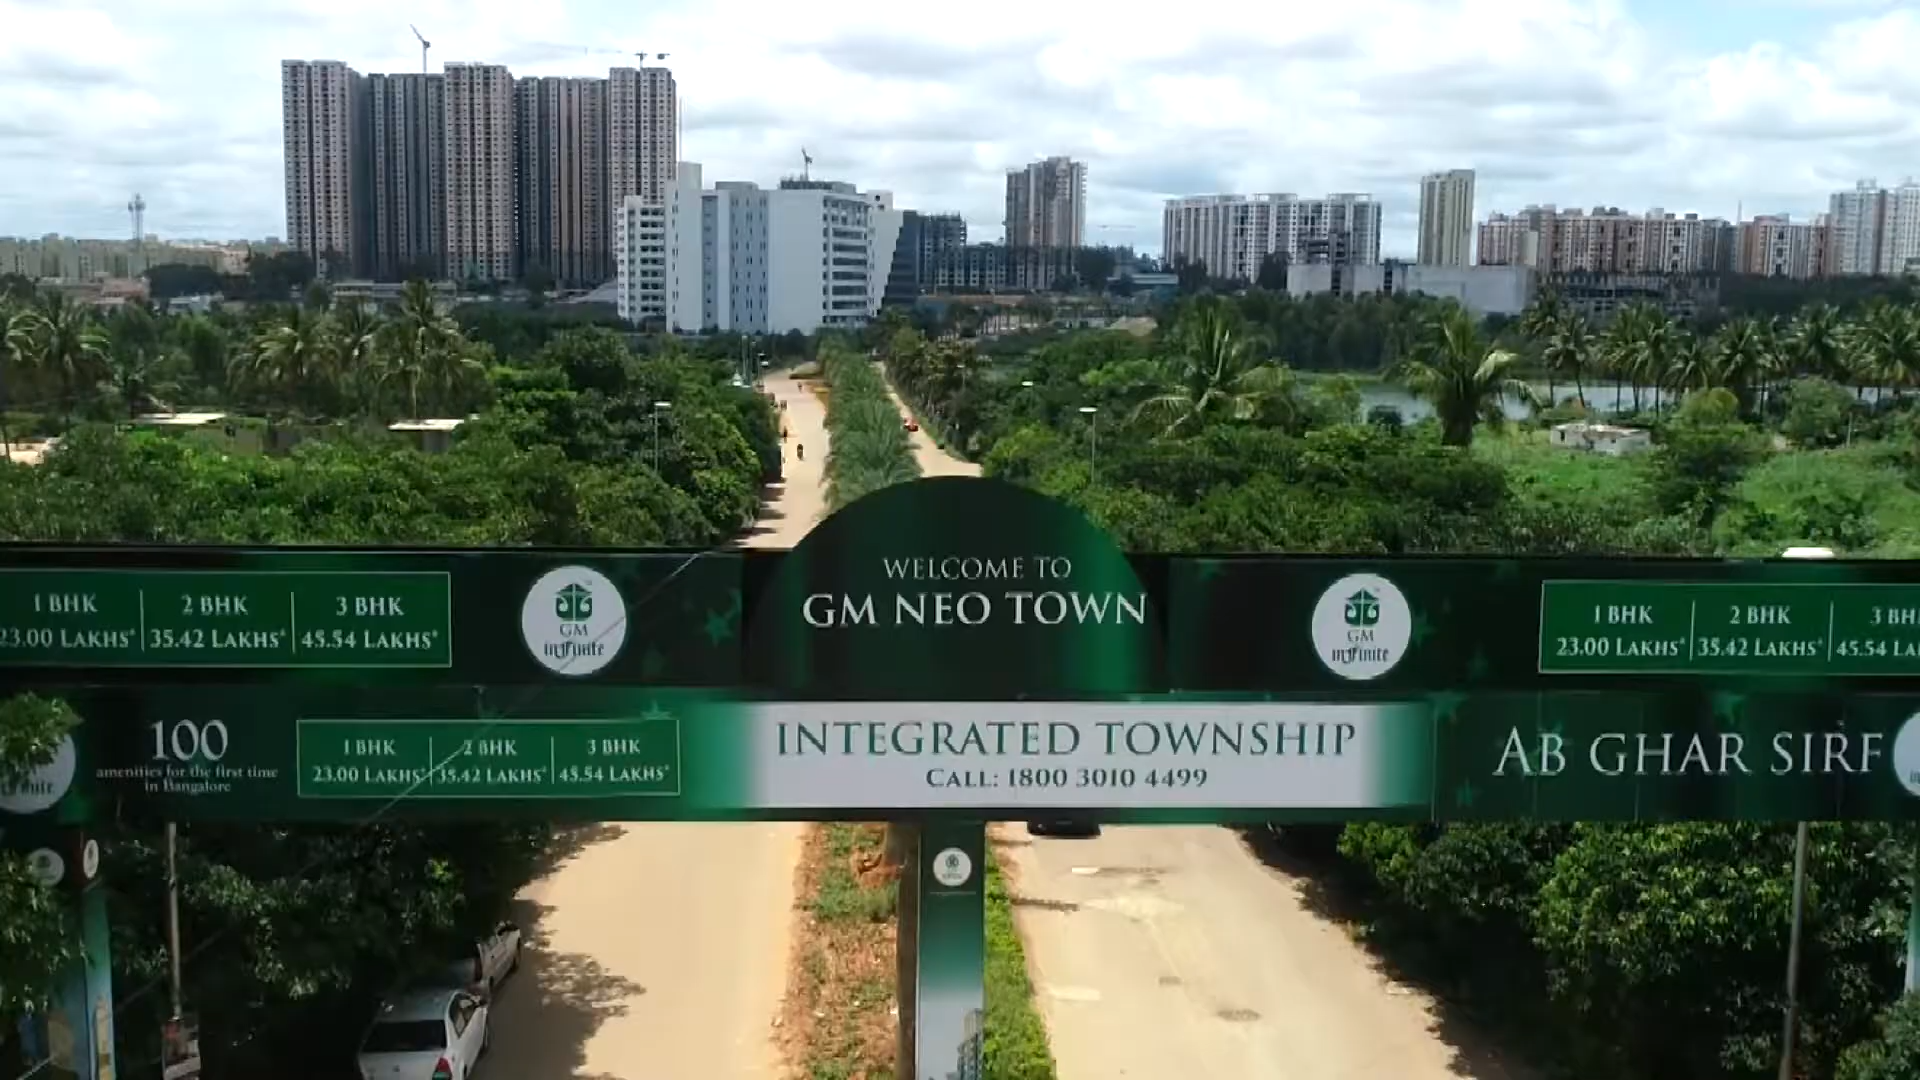 WELCOME TO
GM NEO TOWN
1 BHK
23.00 LAKHS*
2 BHK
35.42 LAKHS*
3 BHK
45.54 LAKHS*
GM
infinite
GM
infinite
1 BHK
23.00 LAKHS*
2 BHK
35.42 LAKHS*
45.54
100
amenities for the first time
in Bangalore
1 BHK
23.00 LAKHS*
2 BHK
35.42 LAKHS*
3 BHK
45.54 LAKHS*
INTEGRATED TOWNSHIP
CALL: 1800 3010 4499
AB GHAR SIRF